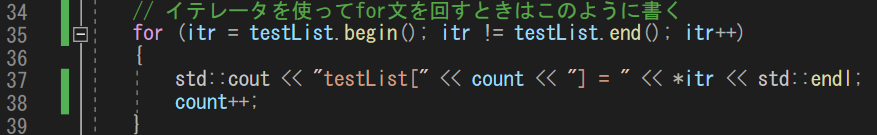 34 // イテレータを使ってfor文を回すときはこのように書く
35 for (itr = testList.begin(); itr != testList.end(); itr++)
36 {
37 std::cout << "testList[" << count << "] = " << *itr << std::endl;
38 count++;
39 }